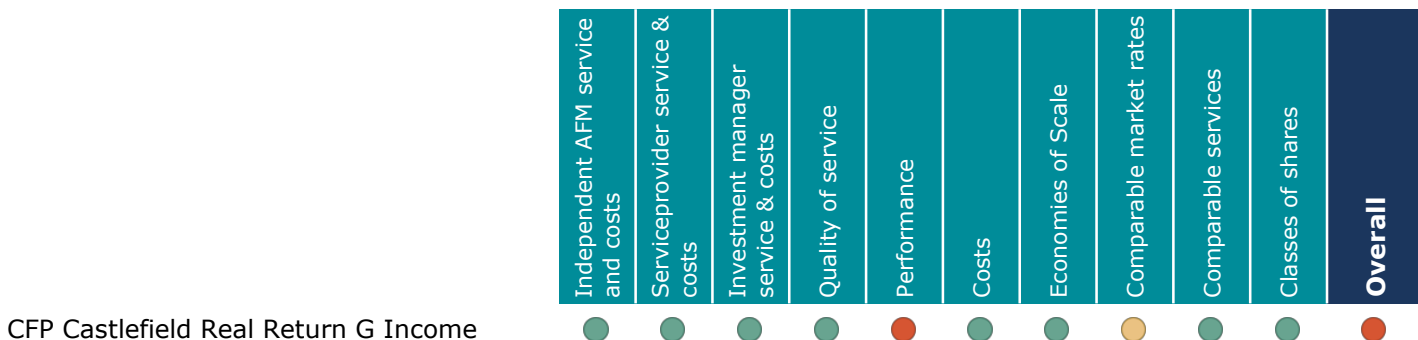 Independent AFM service
and costs
Serviceprovider service &
costs
Investment manager
service & costs
Quality of service
Performance
Costs
Economies of Scale
Comparable market rates
Comparable services
Classes of shares
Overall
CFP Castlefield Real Return G Income